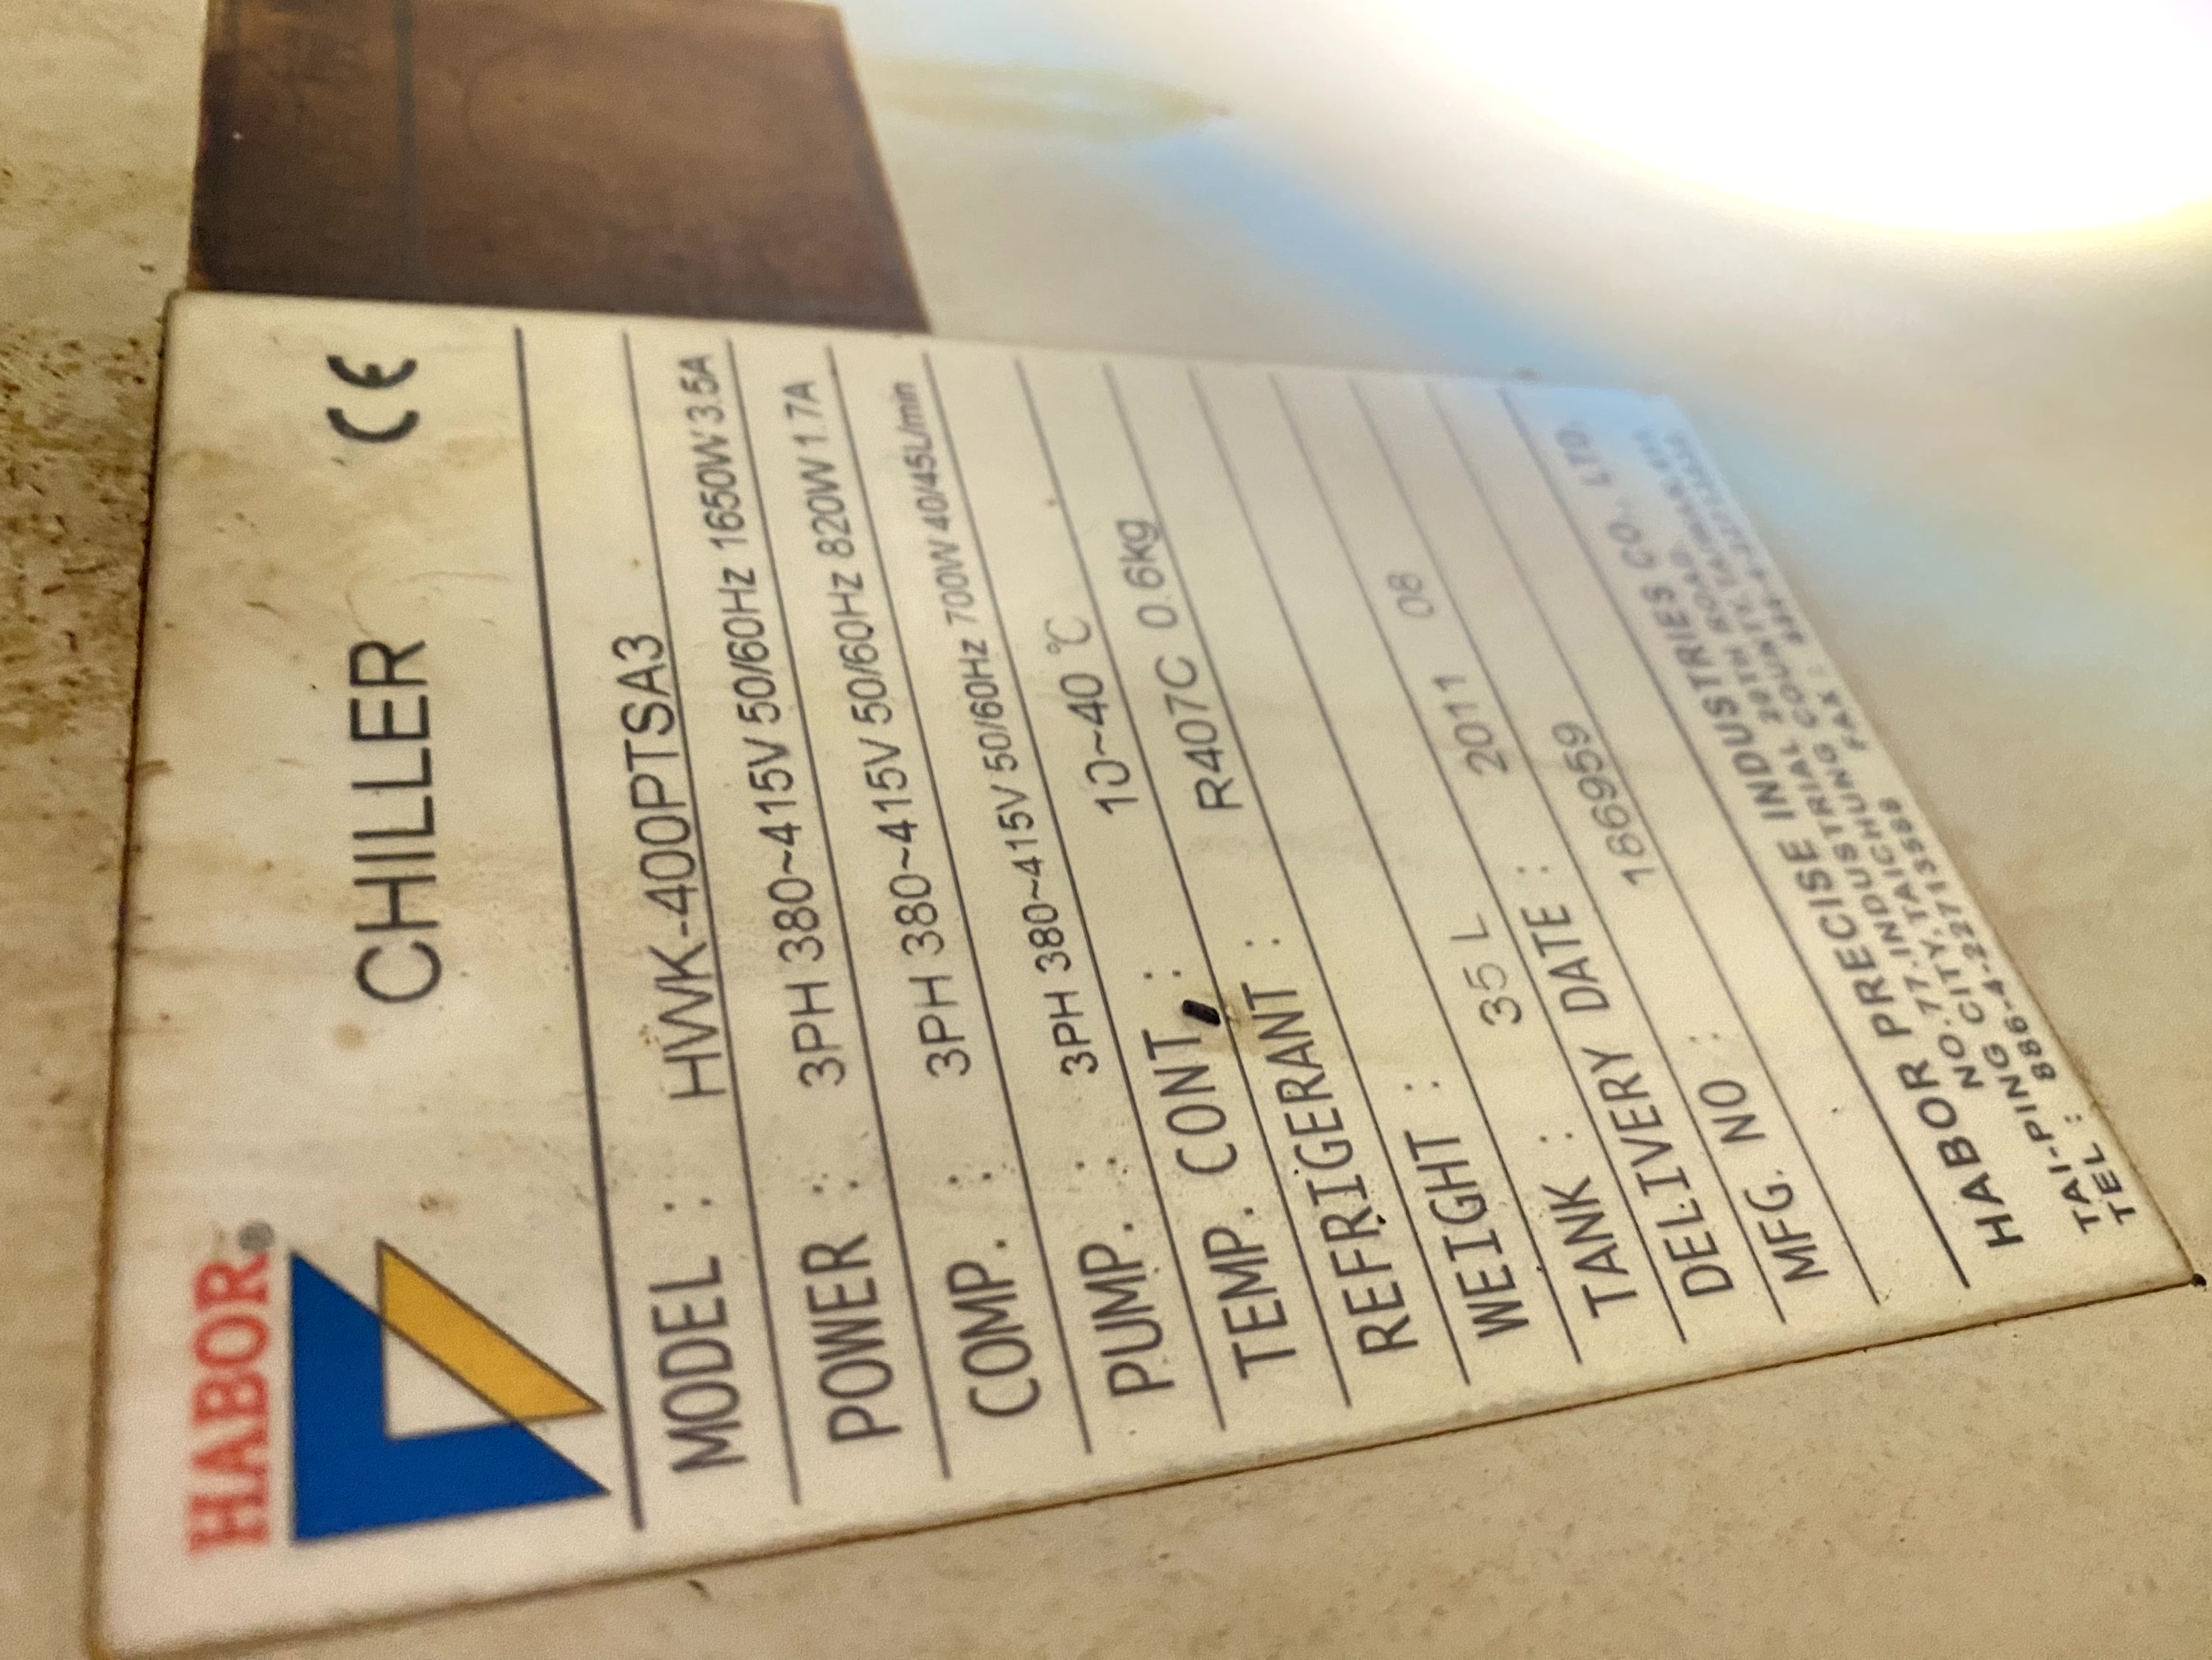 HABOR®
CHILLER CE
MODEL : HWK-400PTSA3
POWER : 3PH 380~415V 50/60Hz 1650W 3.5A
COMP. : 3PH 380~415V 50/60Hz 820W 1.7A
PUMP. : 3PH 380~415V 50/60Hz 700W 40/45L/min
TEMP. CONT. : 10~40 ℃
REFRIGERANT : R407C 0.6kg
WEIGHT :
TANK : 35 L
DELIVERY DATE : 2011 08
MFG. NO : 186959
HABOR PRECISE INDUSTRIES CO., LTD.
NO.77.INDUSTRIAL 20TH ROAD.
TAI-PING CITY,TAICHUNG COUNTY,TAIWAN,
TEL : 886-4-22713588 FAX :